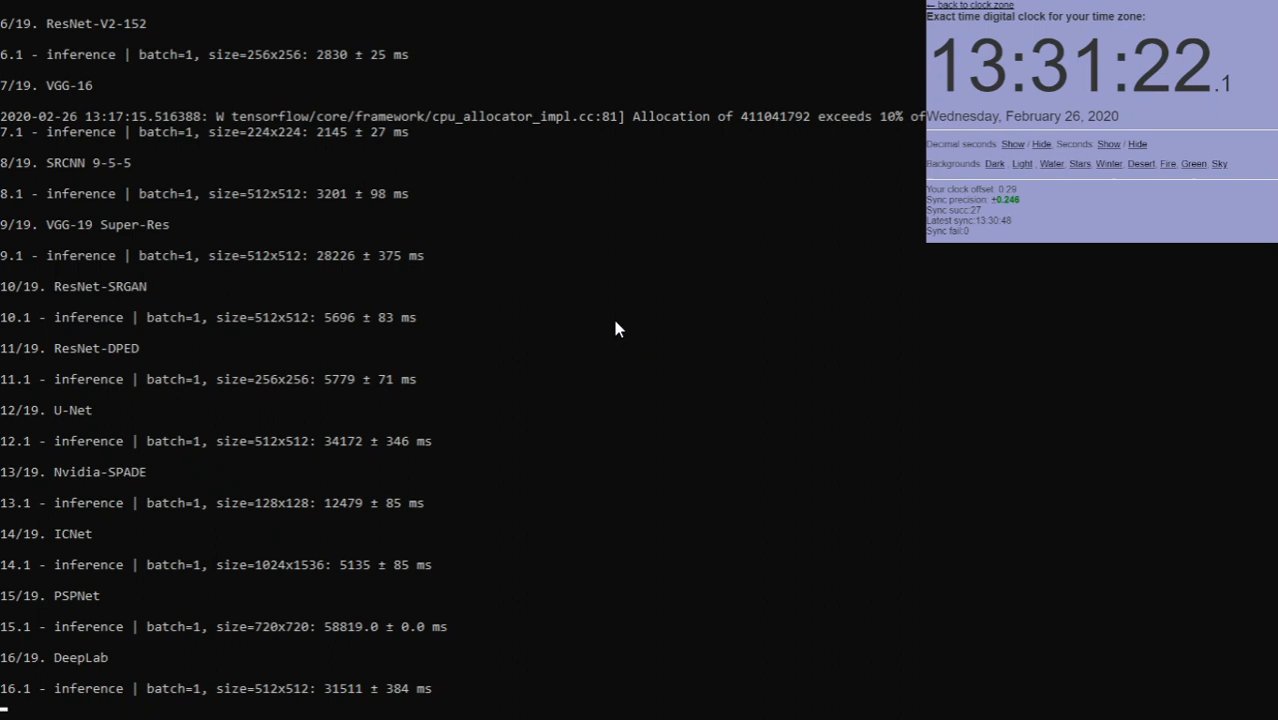 6/19. ResNet-V2-152
6.1 - inference | batch=1, size=256x256: 2830 ± 25 ms
7/19. VGG-16
2020-02-26 13:17:15.516388: W tensorflow/core/framework/cpu_allocator_impl.cc:81] Allocation of 411041792 exceeds 10% of
7.1 - inference | batch=1, size=224x224: 2145 ± 27 ms
8/19. SRCNN 9-5-5
8.1 - inference | batch=1, size=512x512: 3201 ± 98 ms
9/19. VGG-19 Super-Res
9.1 - inference | batch=1, size=512x512: 28226 ± 375 ms
10/19. ResNet-SRGAN
10.1 - inference | batch=1, size=512x512: 5696 ± 83 ms
11/19. ResNet-DPED
11.1 - inference | batch=1, size=256x256: 5779 ± 71 ms
12/19. U-Net
12.1 - inference | batch=1, size=512x512: 34172 ± 346 ms
13/19. Nvidia-SPADE
13.1 - inference | batch=1, size=128x128: 12479 ± 85 ms
14/19. ICNet
14.1 - inference | batch=1, size=1024x1536: 5135 ± 85 ms
15/19. PSPNet
15.1 - inference | batch=1, size=720x720: 58819.0 ± 0.0 ms
16/19. DeepLab
16.1 - inference | batch=1, size=512x512: 31511 ± 384 ms
← back to clock zone
Exact time digital clock for your time zone:
13:31:22.1
Wednesday, February 26, 2020
Decimal seconds: Show / Hide, Seconds: Show / Hide
Backgrounds: Dark , Light , Water, Stars, Winter, Desert, Fire, Green, Sky
Your clock offset: 0:29
Sync precision: ±0.246
Sync succ:27
Latest sync:13:30:48
Sync fail:0